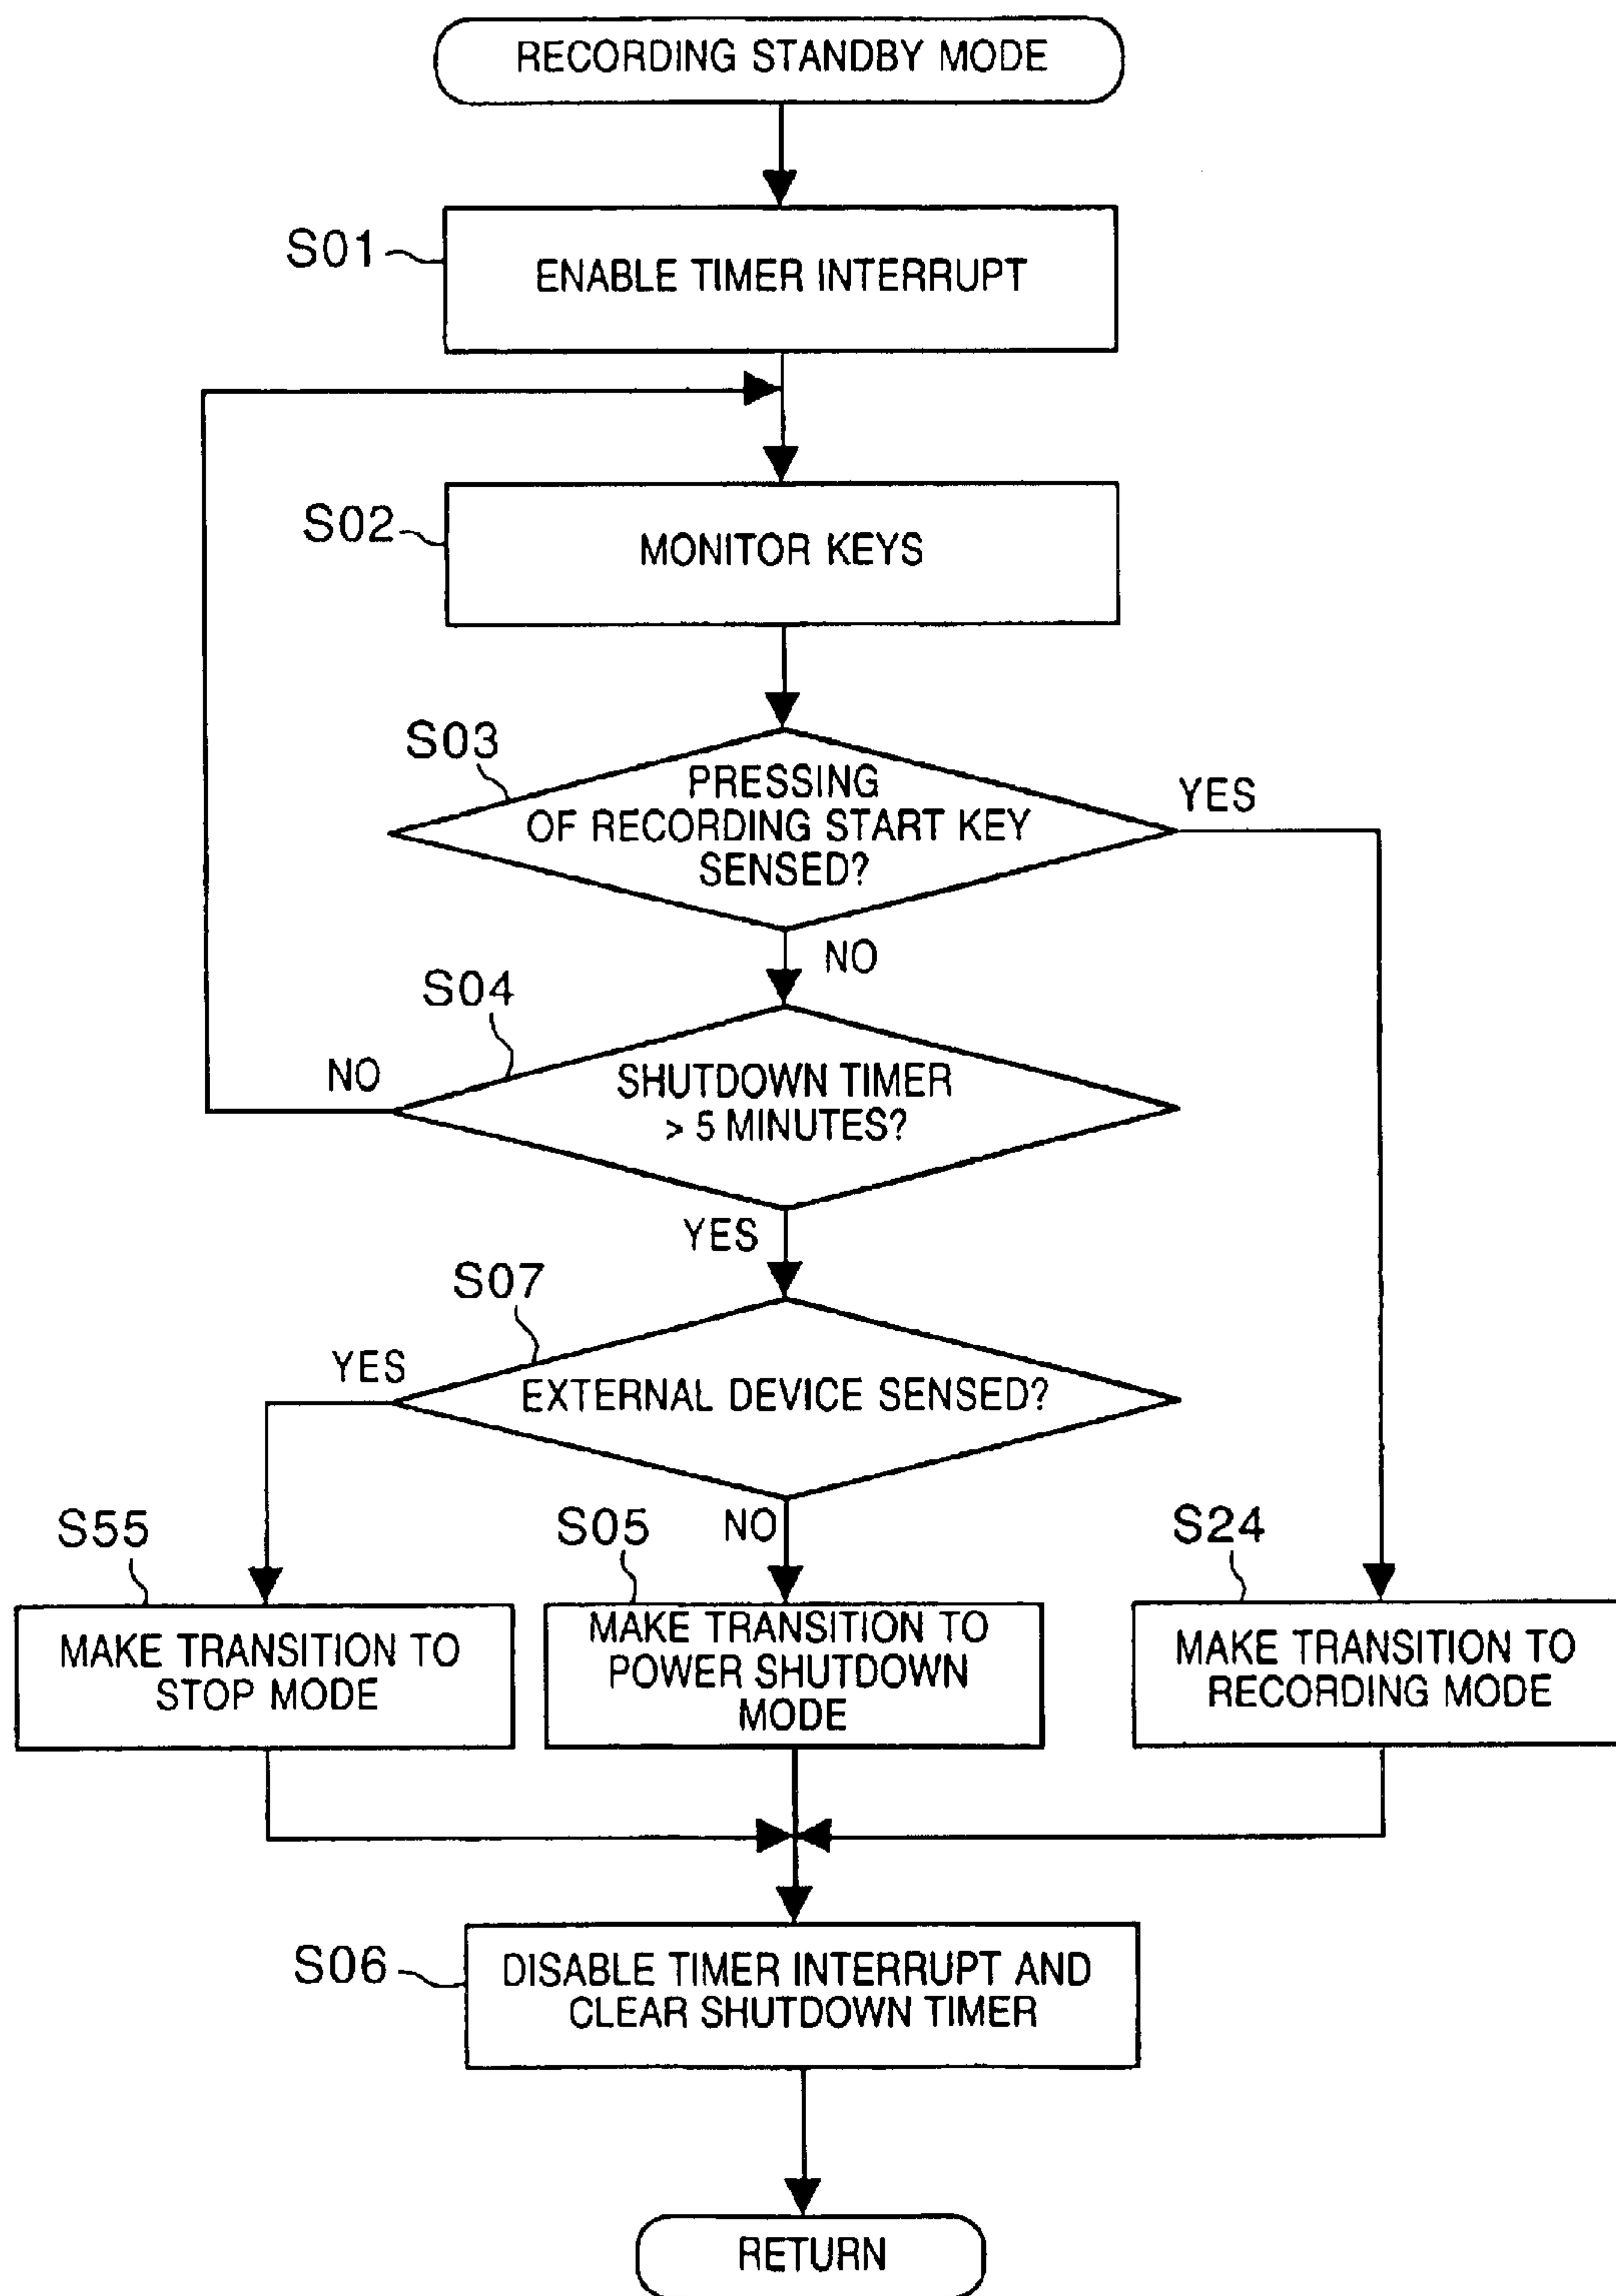 RECORDING STANDBY MODE
S01
ENABLE TIMER INTERRUPT
S02
MONITOR KEYS
S03
PRESSING
OF RECORDING START KEY
SENSED?
YES
NO
S04
SHUTDOWN TIMER
> 5 MINUTES?
NO
YES
S07
EXTERNAL DEVICE SENSED?
YES
NO
S55
MAKE TRANSITION TO
STOP MODE
S05
MAKE TRANSITION TO
POWER SHUTDOWN
MODE
S24
MAKE TRANSITION TO
RECORDING MODE
S06
DISABLE TIMER INTERRUPT AND
CLEAR SHUTDOWN TIMER
RETURN